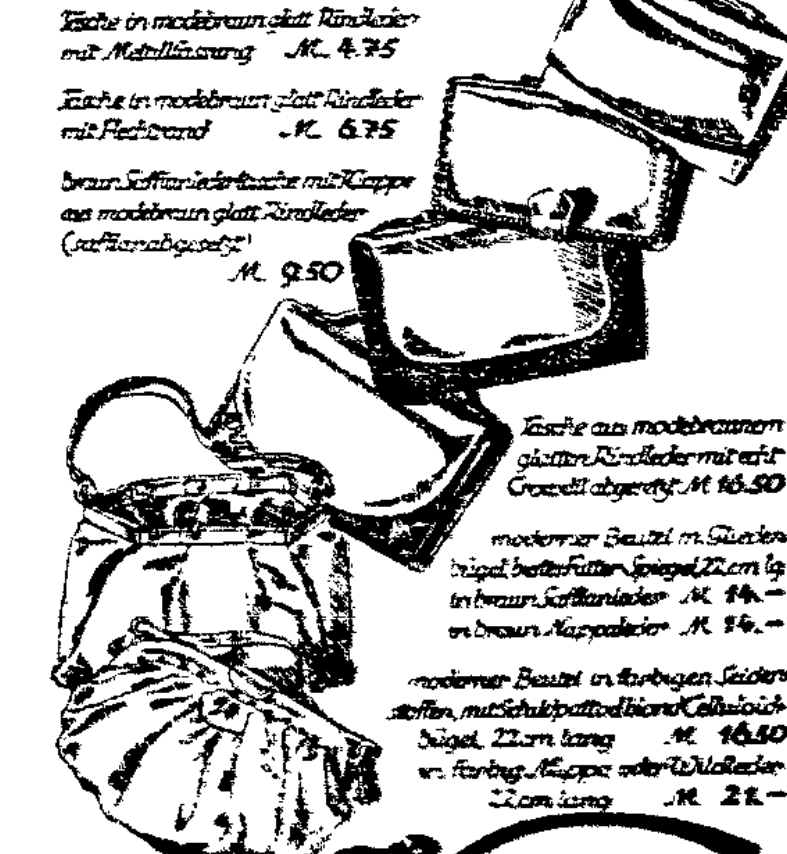 Tasche in modebraun glatt Rindleder
mit Metallfassung M. 4.75
Tasche in modebraun glatt Rindleder
mit Flechtrand M. 6.75
braun Saffianledertasche mit Klappe
aus modebraun glatt Rindleder
(saffianabgesetzt)
M. 9.50
Tasche aus modebraunem
glatten Rindleder mit echt
Crocodil abgesetzt M. 16.50
moderner Beutel m. Glieder
bügel, bester Futter Spiegel, 22 cm lg
in braun Saffianleder M. 14.–
in braun Nappaleder M. 14.–
moderner Beutel in farbigen Seiden
stoffen, mit Schildpatt od blond Celluloid
bügel, 22 cm lang M. 16.50
in farbig Nappa oder Wildleder
22 cm lang M. 21.–